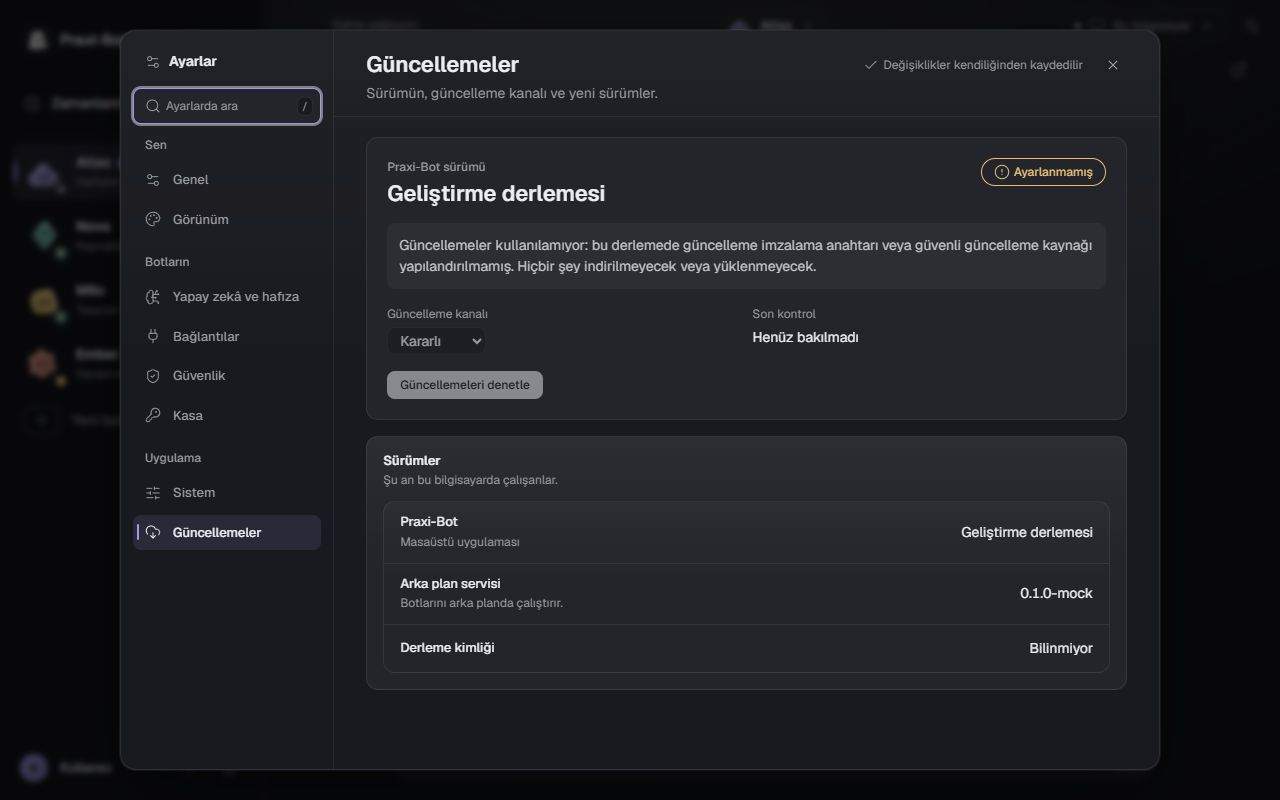 Ayarlar
Ayarlarda ara
/
Sen
Genel
Görünüm
Botların
Yapay zekâ ve hafıza
Bağlantılar
Güvenlik
Kasa
Uygulama
Sistem
Güncellemeler
Güncellemeler
Değişiklikler kendiliğinden kaydedilir
Sürümün, güncelleme kanalı ve yeni sürümler.
Praxi-Bot sürümü
Geliştirme derlemesi
Ayarlanmamış
Güncellemeler kullanılamıyor: bu derlemede güncelleme imzalama anahtarı veya güvenli güncelleme kaynağı
yapılandırılmamış. Hiçbir şey indirilmeyecek veya yüklenmeyecek.
Güncelleme kanalı
Kararlı
Son kontrol
Henüz bakılmadı
Güncellemeleri denetle
Sürümler
Şu an bu bilgisayarda çalışanlar.
Praxi-Bot
Masaüstü uygulaması
Geliştirme derlemesi
Arka plan servisi
Botlarını arka planda çalıştırır.
0.1.0-mock
Derleme kimliği
Bilinmiyor